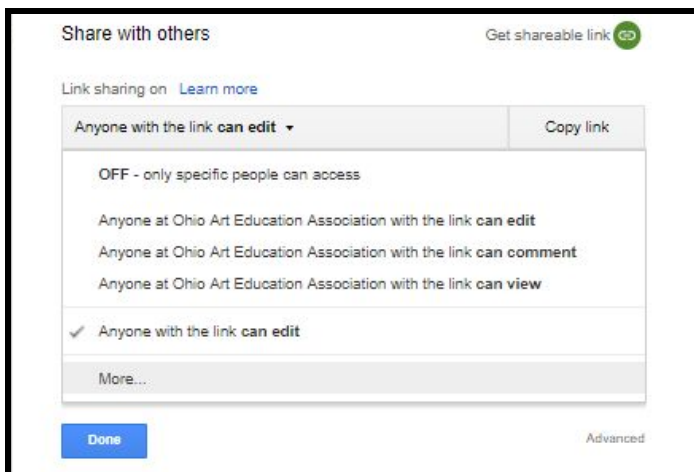 Share with others
Get shareable link
Link sharing on Learn more
Anyone with the link can edit
Copy link
OFF - only specific people can access
Anyone at Ohio Art Education Association with the link can edit
Anyone at Ohio Art Education Association with the link can comment
Anyone at Ohio Art Education Association with the link can view
Anyone with the link can edit
More...
Done
Advanced